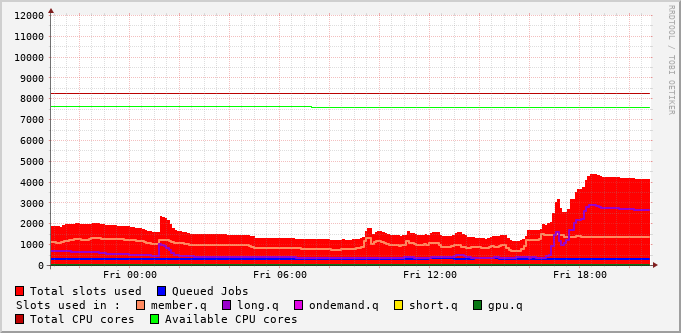 RRDTOOL / TOBI OETIKER
12000
11000
10000
9000
8000
7000
6000
5000
4000
3000
2000
1000
0
Fri 00:00 Fri 06:00 Fri 12:00 Fri 18:00
Total slots used Queued Jobs
Slots used in : member.q long.q ondemand.q short.q gpu.q
Total CPU cores Available CPU cores